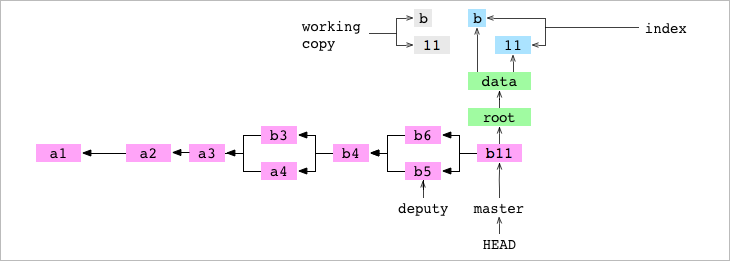 working
copy
b
b
11
11
index
data
root
b3
b6
a1
a2
a3
b4
b11
a4
b5
deputy
master
HEAD